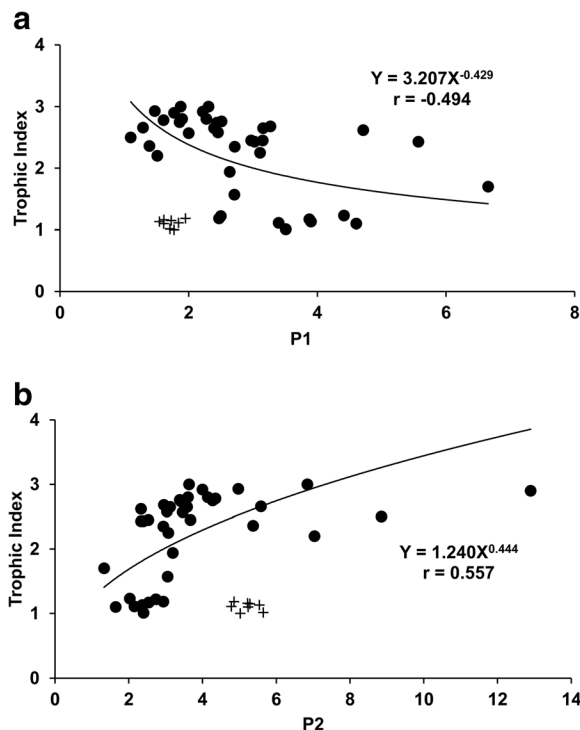 a
4
3
2
1
0
Trophic Index
Y = 3.207X^-0.429
r = -0.494
0 2 4 6 8
P1
b
4
3
2
1
0
Trophic Index
Y = 1.240X^0.444
r = 0.557
0 2 4 6 8 10 12 14
P2